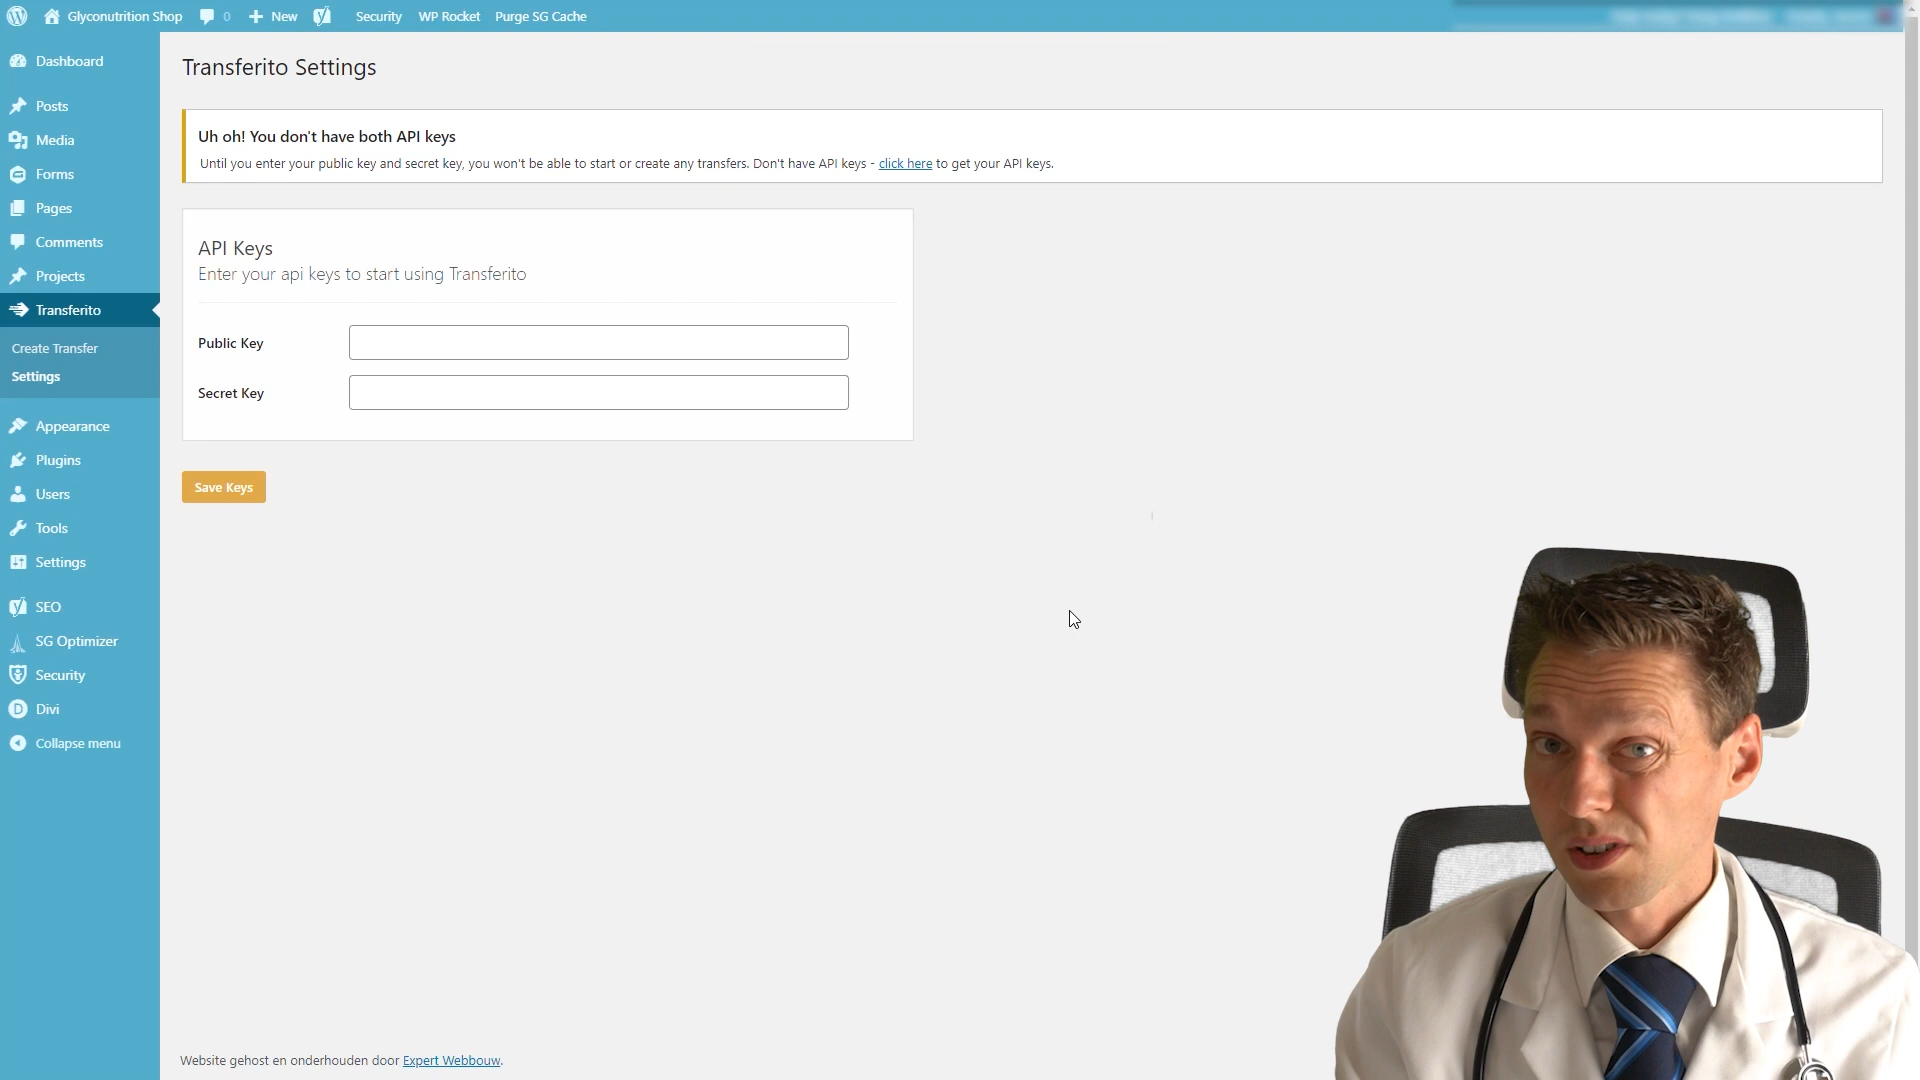 Glyconutrition Shop 0 New Security WP Rocket Purge SG Cache
Dashboard
Posts
Media
Forms
Pages
Comments
Projects
Transferito
Create Transfer
Settings
Appearance
Plugins
Users
Tools
Settings
SEO
SG Optimizer
Security
Divi
Collapse menu
Transferito Settings
Uh oh! You don't have both API keys
Until you enter your public key and secret key, you won't be able to start or create any transfers. Don't have API keys - click here to get your API keys.
API Keys
Enter your api keys to start using Transferito
Public Key
Secret Key
Save Keys
Website gehost en onderhouden door Expert Webbouw.